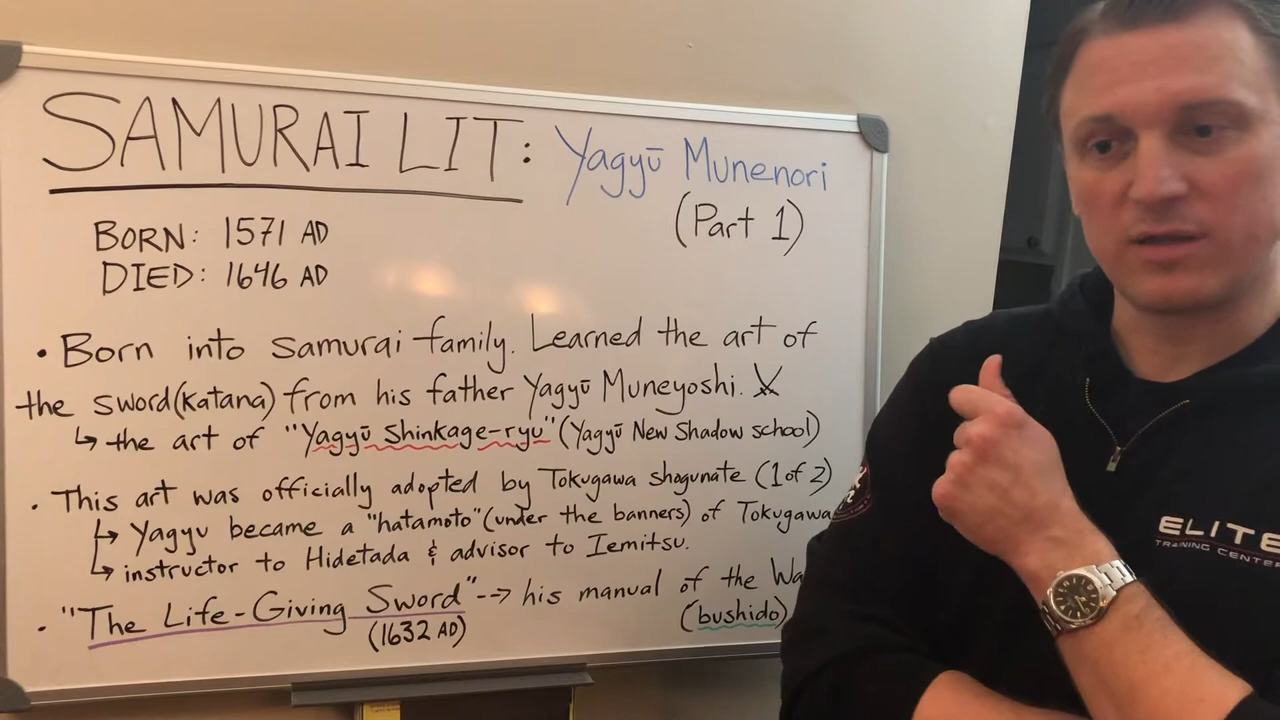 SAMURAI LIT: Yagyū Munenori
(Part 1)
BORN: 1571 AD
DIED: 1646 AD
• Born into samurai family. Learned the art of
the sword(katana) from his father Yagyū Muneyoshi.
↳ the art of "Yagyū Shinkage-ryu" (Yagyū New Shadow school)
• This art was officially adopted by Tokugawa shogunate (1 of 2)
↳ Yagyu became a "hatamoto" (under the banners) of Tokugawa
↳ instructor to Hidetada & advisor to Iemitsu.
• "The Life-Giving Sword" --> his manual of the Wa
(1632 AD)
(bushido)
ELITE
TRAINING CENTER